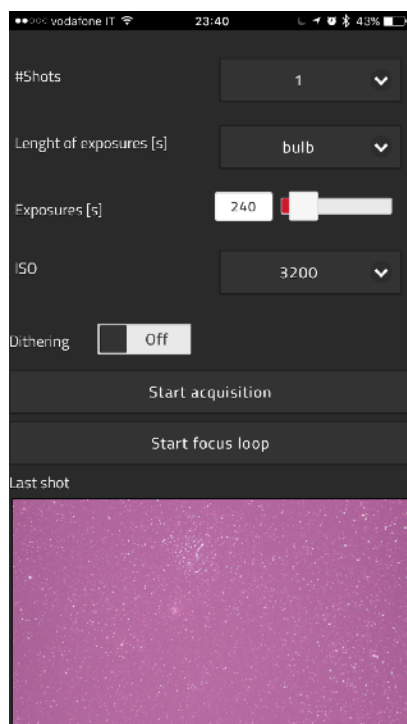 vodafone IT 23:40 43%
#Shots 1
Lenght of exposures [s] bulb
Exposures [s] 240
ISO 3200
Dithering Off
Start acquisition
Start focus loop
Last shot